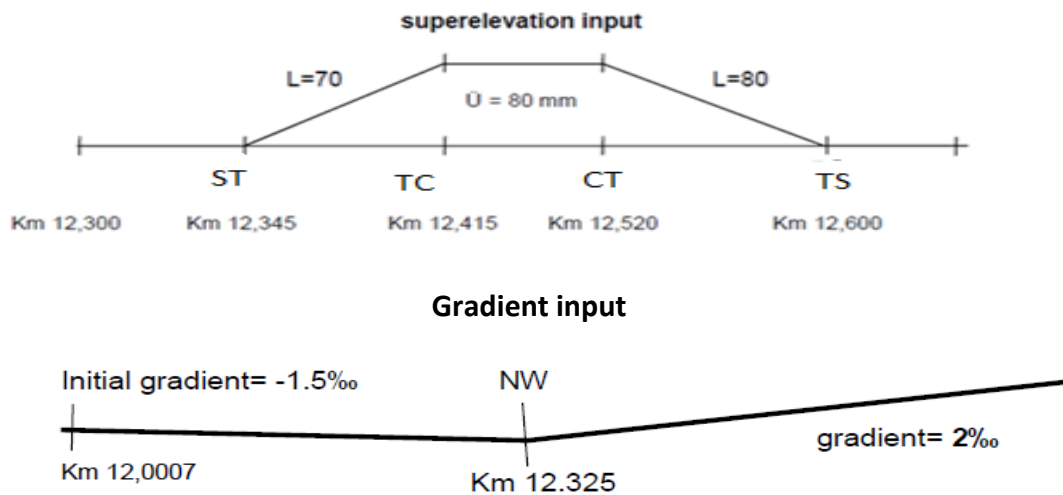 superelevation input
L=70
L=80
Ü = 80 mm
ST
TC
CT
TS
Km 12,300
Km 12,345
Km 12,415
Km 12,520
Km 12,600
Gradient input
Initial gradient= -1.5‰
NW
gradient= 2‰
Km 12,0007
Km 12.325